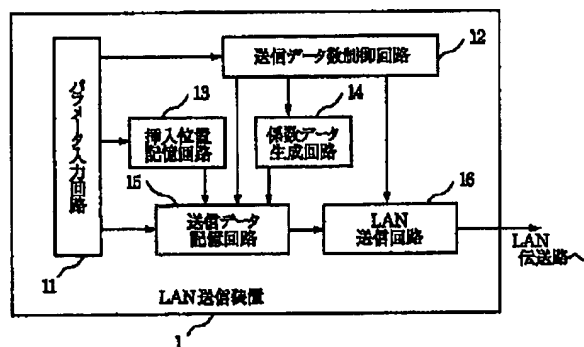 12
送信データ数制御回路
13
14
パラメータ入力回路
挿入位置
記憶回路
係数データ
生成回路
15
16
送信データ
記憶回路
LAN
送信回路
LAN
伝送路へ
11
LAN送信装置
1